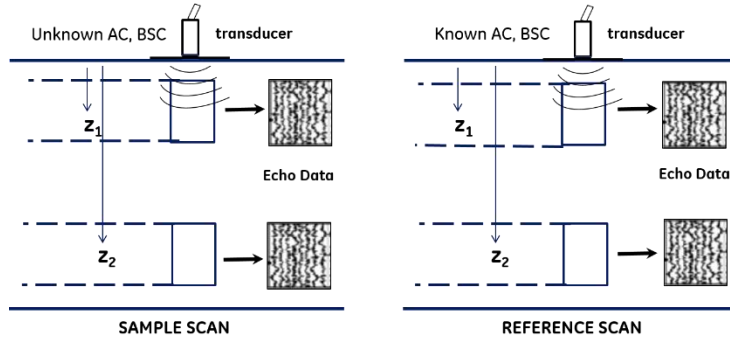 Unknown AC, BSC transducer
z1
Echo Data
z2
SAMPLE SCAN
Known AC, BSC transducer
z1
Echo Data
z2
REFERENCE SCAN